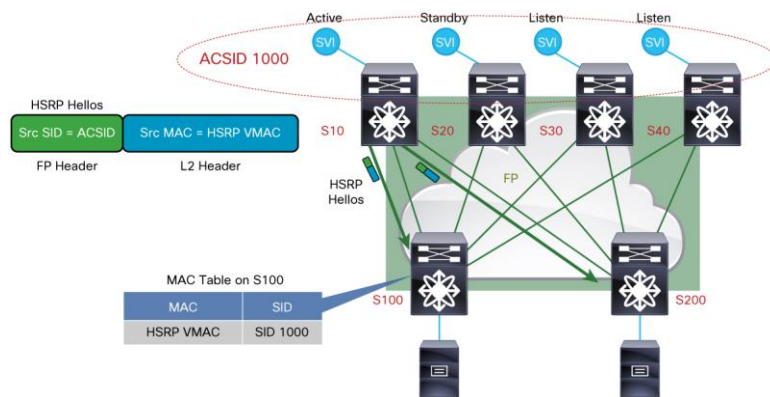 Active
Standby
Listen
Listen
SVI
SVI
SVI
SVI
ACSID 1000
HSRP Hellos
Src SID = ACSID
Src MAC = HSRP VMAC
FP Header
L2 Header
S10
S20
S30
S40
HSRP
Hellos
FP
MAC Table on S100
MAC
SID
HSRP VMAC
SID 1000
S100
S200